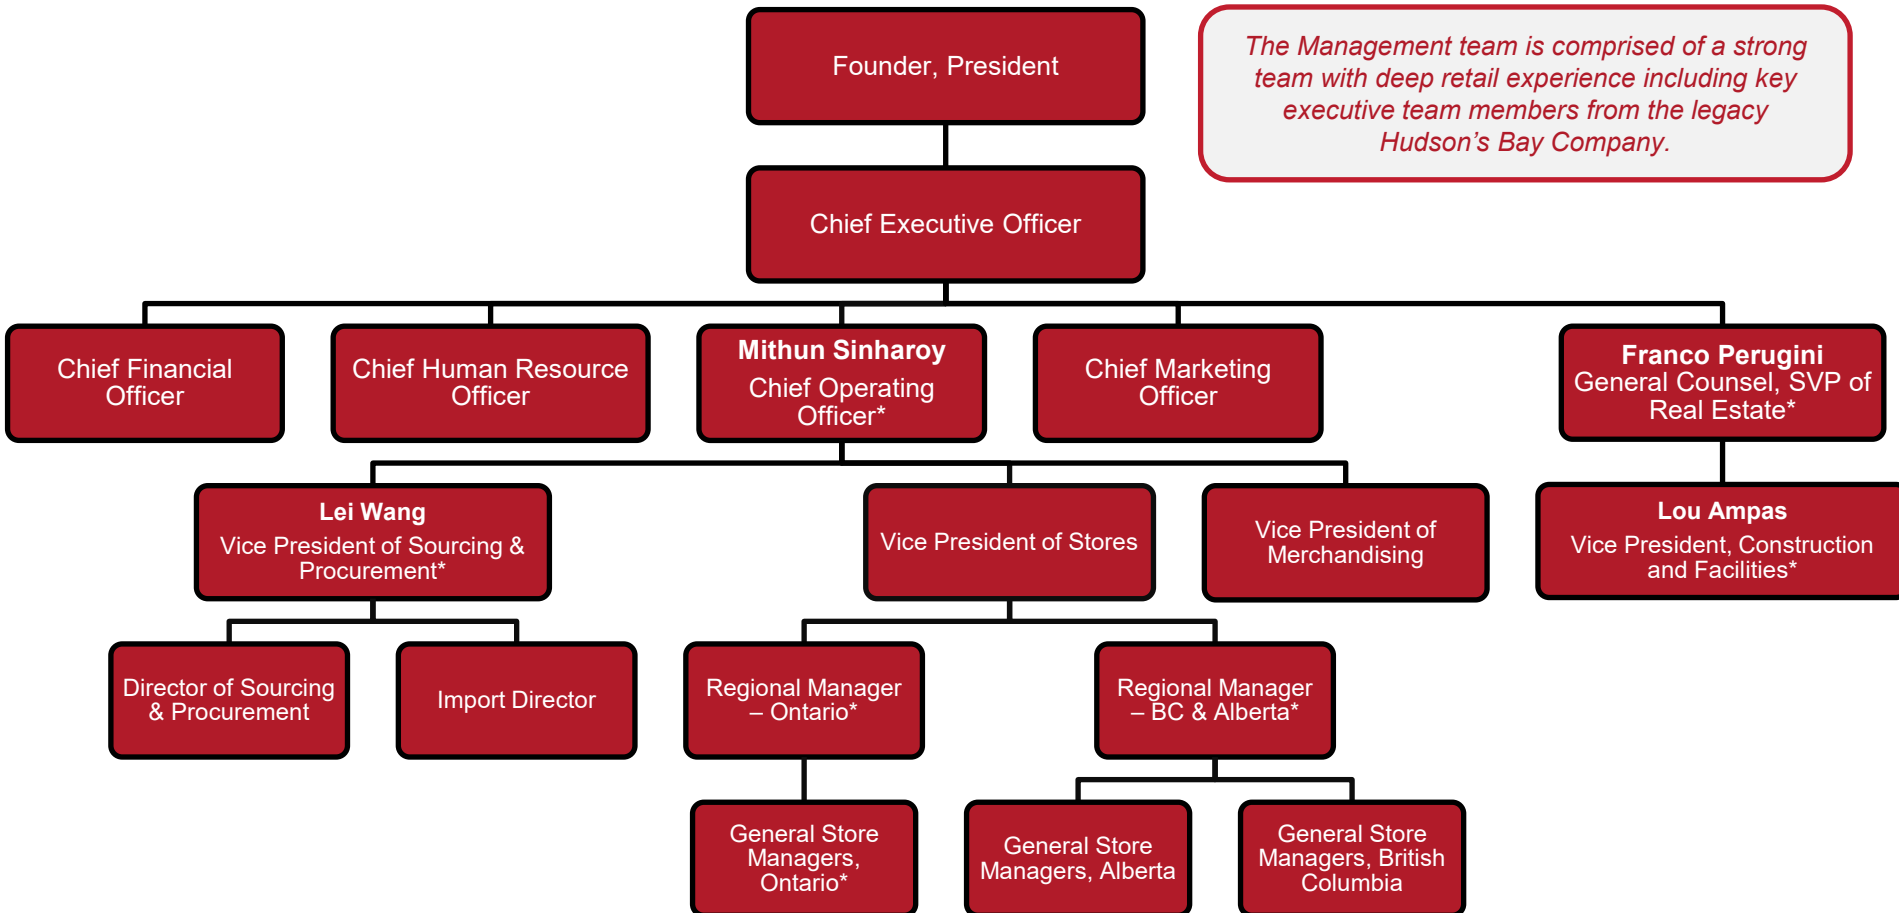 Founder, President
The Management team is comprised of a strong
team with deep retail experience including key
executive team members from the legacy
Hudson’s Bay Company.
Chief Executive Officer
Chief Financial
Officer
Chief Human Resource
Officer
Mithun Sinharoy
Chief Operating
Officer*
Chief Marketing
Officer
Franco Perugini
General Counsel, SVP of
Real Estate*
Lei Wang
Vice President of Sourcing &
Procurement*
Vice President of Stores
Vice President of
Merchandising
Lou Ampas
Vice President, Construction
and Facilities*
Director of Sourcing
& Procurement
Import Director
Regional Manager
– Ontario*
Regional Manager
– BC & Alberta*
General Store
Managers,
Ontario*
General Store
Managers, Alberta
General Store
Managers, British
Columbia